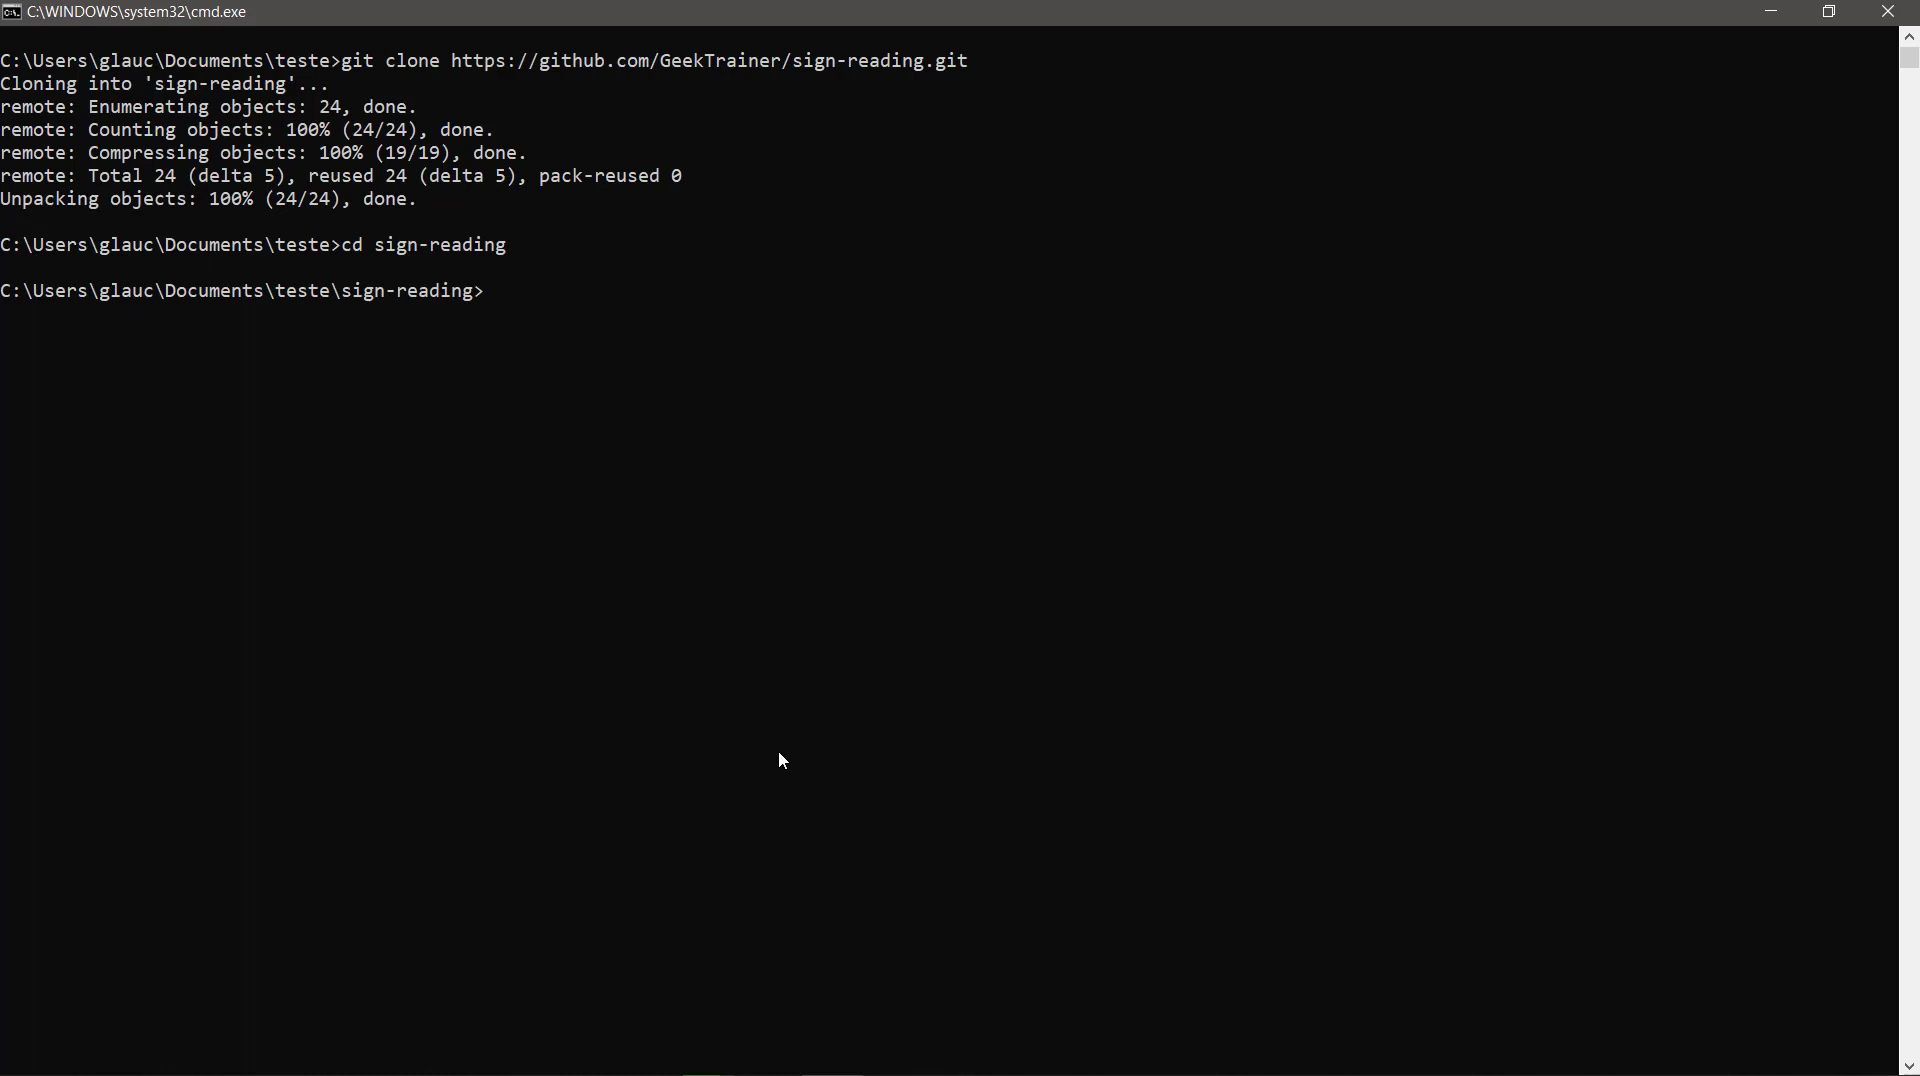 C:\WINDOWS\system32\cmd.exe
C:\Users\glauc\Documents\teste>git clone https://github.com/GeekTrainer/sign-reading.git
Cloning into 'sign-reading'...
remote: Enumerating objects: 24, done.
remote: Counting objects: 100% (24/24), done.
remote: Compressing objects: 100% (19/19), done.
remote: Total 24 (delta 5), reused 24 (delta 5), pack-reused 0
Unpacking objects: 100% (24/24), done.
C:\Users\glauc\Documents\teste>cd sign-reading
C:\Users\glauc\Documents\teste\sign-reading>